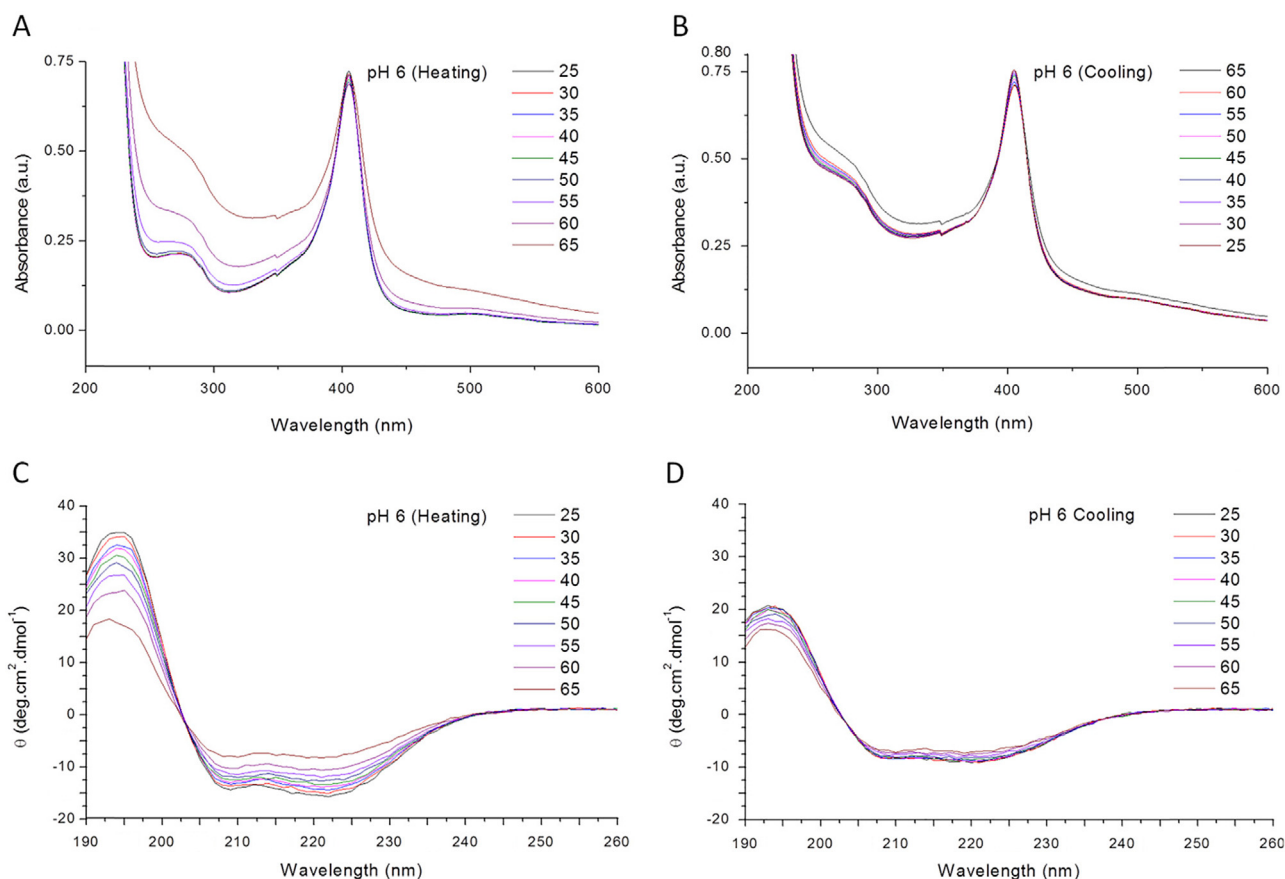 A
pH 6 (Heating)
Absorbance (a.u.)
0.75
0.50
0.25
0.00
200 300 400 500 600
Wavelength (nm)
25
30
35
40
45
50
55
60
65
B
pH 6 (Cooling)
Absorbance (a.u.)
0.80
0.75
0.50
0.25
0.00
200 300 400 500 600
Wavelength (nm)
65
60
55
50
45
40
35
30
25
C
pH 6 (Heating)
θ (deg.cm².dmol⁻¹)
40
30
20
10
0
-10
-20
190 200 210 220 230 240 250 260
Wavelength (nm)
25
30
35
40
45
50
55
60
65
D
pH 6 Cooling
θ (deg.cm².dmol⁻¹)
40
30
20
10
0
-10
-20
190 200 210 220 230 240 250 260
Wavelength (nm)
25
30
35
40
45
50
55
60
65